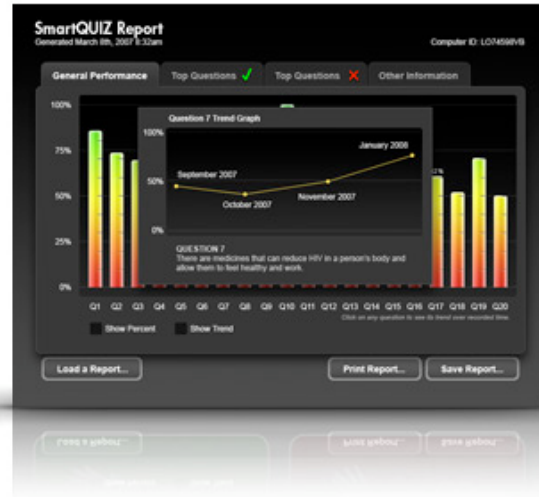 SmartQUIZ Report
Generated March 8th, 2007 8:32am
Computer ID: LO74598VB
General Performance
Top Questions
Top Questions
Other Information
100%
75%
50%
25%
0%
Question 7 Trend Graph
100%
50%
0%
September 2007
October 2007
November 2007
January 2008
QUESTION 7
There are medicines that can reduce HIV in a person's body and
allow them to feel healthy and work.
Q1 Q2 Q3 Q4 Q5 Q6 Q7 Q8 Q9 Q10 Q11 Q12 Q13 Q14 Q15 Q16 Q17 Q18 Q19 Q20
Click on any question to see its trend over recorded time.
Show Percent
Show Trend
Load a Report...
Print Report...
Save Report...